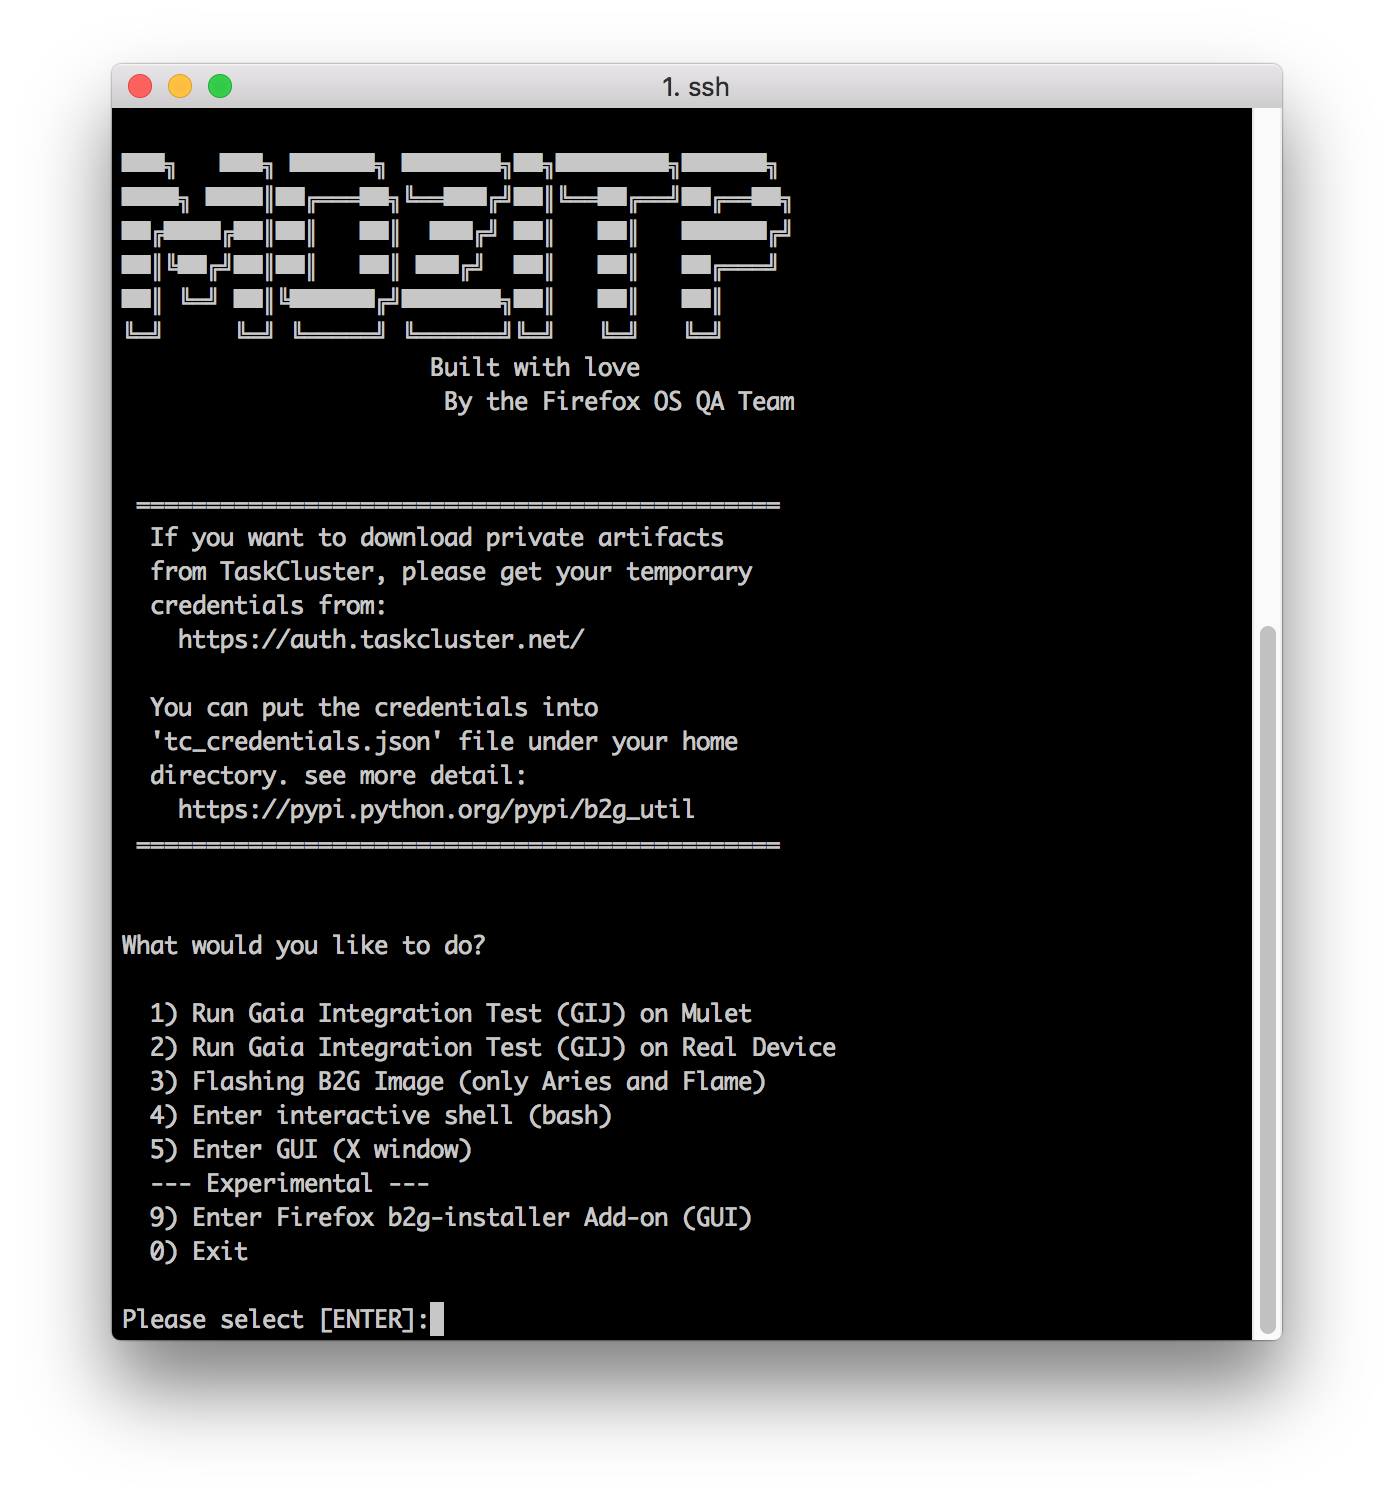 1. ssh
MOZITP
Built with love
By the Firefox OS QA Team
==============================================
If you want to download private artifacts
from TaskCluster, please get your temporary
credentials from:
https://auth.taskcluster.net/
You can put the credentials into
'tc_credentials.json' file under your home
directory. see more detail:
https://pypi.python.org/pypi/b2g_util
==============================================
What would you like to do?
1) Run Gaia Integration Test (GIJ) on Mulet
2) Run Gaia Integration Test (GIJ) on Real Device
3) Flashing B2G Image (only Aries and Flame)
4) Enter interactive shell (bash)
5) Enter GUI (X window)
--- Experimental ---
9) Enter Firefox b2g-installer Add-on (GUI)
0) Exit
Please select [ENTER]: